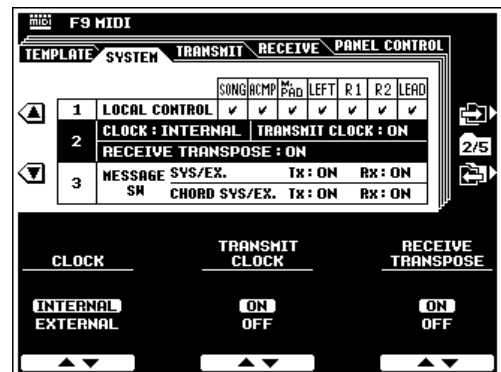 MIDI F9 MIDI
TEMPLATE SYSTEM TRANSMIT RECEIVE PANEL CONTROL
SONG ACMP M.PAD LEFT R1 R2 LEAD
1 LOCAL CONTROL ✔ ✔ ✔ ✔ ✔ ✔ ✔
2 CLOCK : INTERNAL TRANSMIT CLOCK : ON
RECEIVE TRANSPOSE : ON
2/5
3 MESSAGE SW SYS/EX. Tx : ON Rx : ON
CHORD SYS/EX. Tx : ON Rx : ON
CLOCK TRANSMIT CLOCK RECEIVE TRANSPOSE
INTERNAL ON ON
EXTERNAL OFF OFF